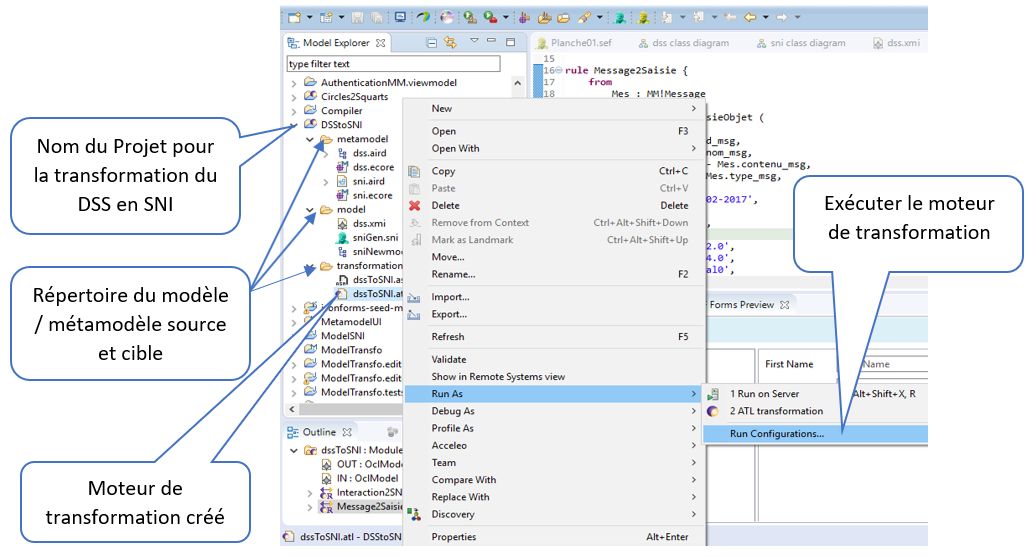 Model Explorer
type filter text
AuthenticationMM.viewmodel
Circles2Squarts
Compiler
DSStoSNI
metamodel
dss.aird
dss.ecore
sni.aird
sni.ecore
model
dss.xmi
sniGen.sni
sniNewmo
transformation
dssToSNI.as
dssToSNI.atl
ionforms-seed-m
MetamodelUI
ModelSNI
ModelTransfo
ModelTransfo.edit
ModelTransfo.edit
ModelTransfo.tests
Outline
dssToSNI : Module
OUT : OclMode
IN : OclModel
Interaction2SN
Message2Saisie
dssToSNI.atl - DSStoSN
Planche01.sef
dss class diagram
sni class diagram
dss.xmi
15
16 rule Message2Saisie {
17 from
18 Mes : MM!Message
sieObjet (
d_msg,
nom_msg,
- Mes.contenu_msg,
Mes.type_msg,
02-2017',
2.0',
4.0',
al0',
New
Open F3
Open With
Copy Ctrl+C
Paste Ctrl+V
Delete Delete
Remove from Context Ctrl+Alt+Shift+Down
Mark as Landmark Ctrl+Alt+Shift+Up
Move...
Rename... F2
Import...
Export...
Refresh F5
Validate
Show in Remote Systems view
Run As
Debug As
Profile As
Acceleo
Team
Compare With
Replace With
Discovery
Properties Alt+Enter
Forms Preview
First Name
Name
1 Run on Server Alt+Shift+X, R
2 ATL transformation
Run Configurations...
Nom du Projet pour
la transformation du
DSS en SNI
Répertoire du modèle
/ métamodèle source
et cible
Moteur de
transformation créé
Exécuter le moteur
de transformation